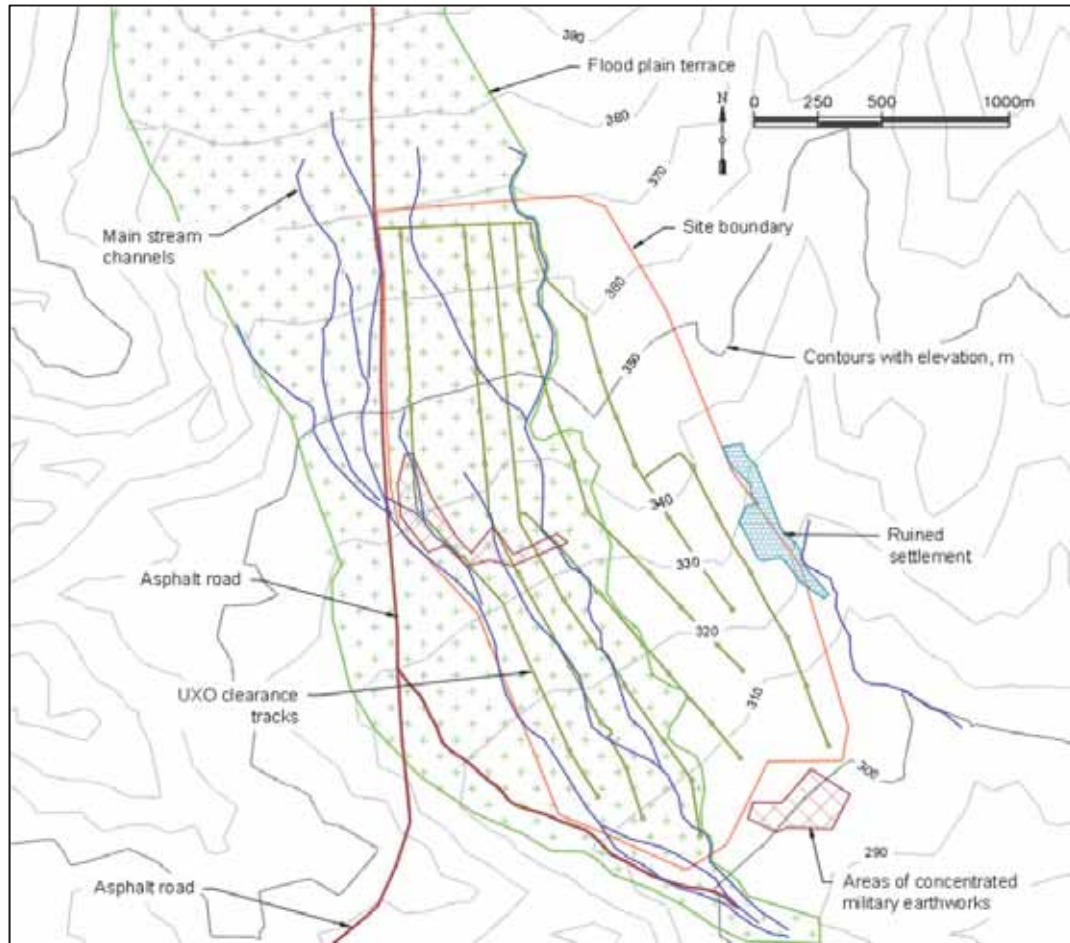 390
Flood plain terrace
380
N
0 250 500 1000m
370
Main stream
channels
Site boundary
360
350
Contours with elevation, m
340
Ruined
settlement
330
Asphalt road
320
UXO clearance
tracks
310
300
290
Areas of concentrated
military earthworks
Asphalt road